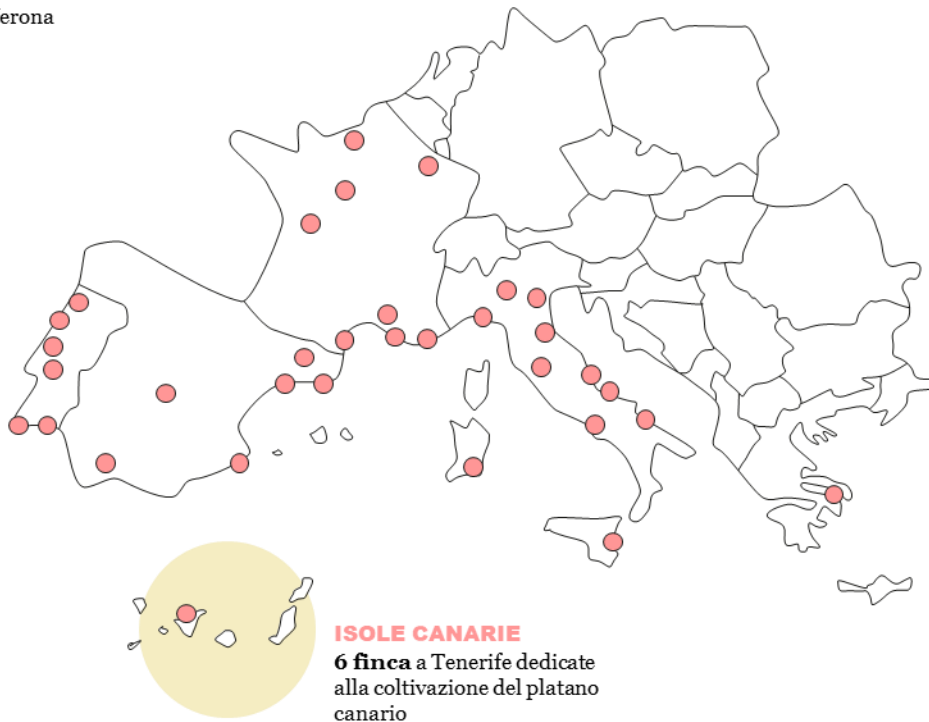 erona
ISOLE CANARIE
6 finca a Tenerife dedicate
alla coltivazione del platano
canario